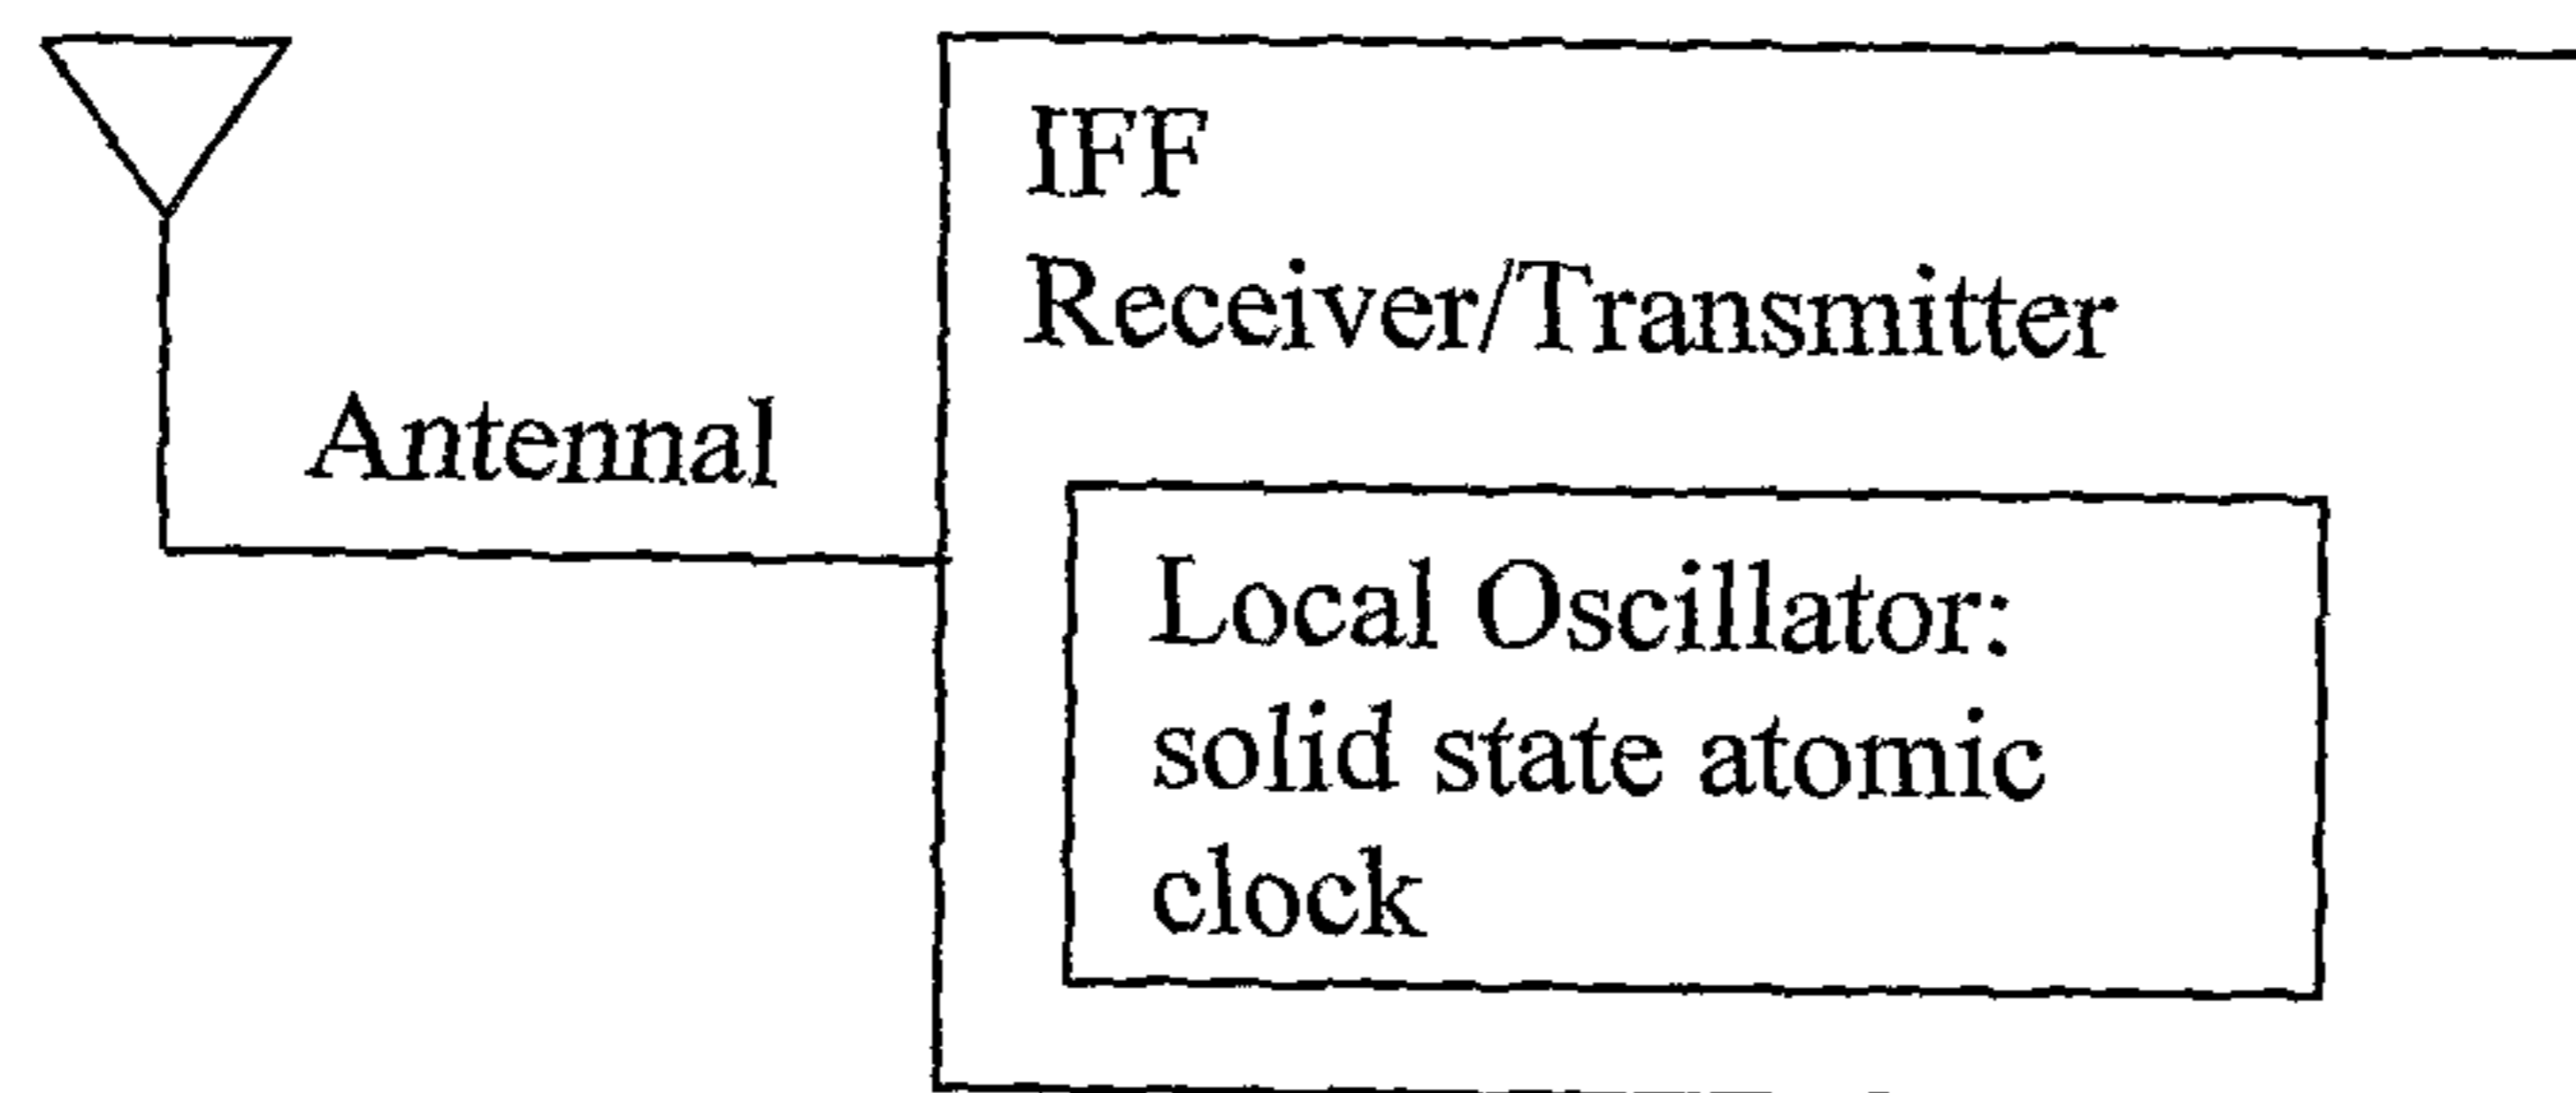 IFF
Receiver/Transmitter
Antennal
Local Oscillator:
solid state atomic
clock